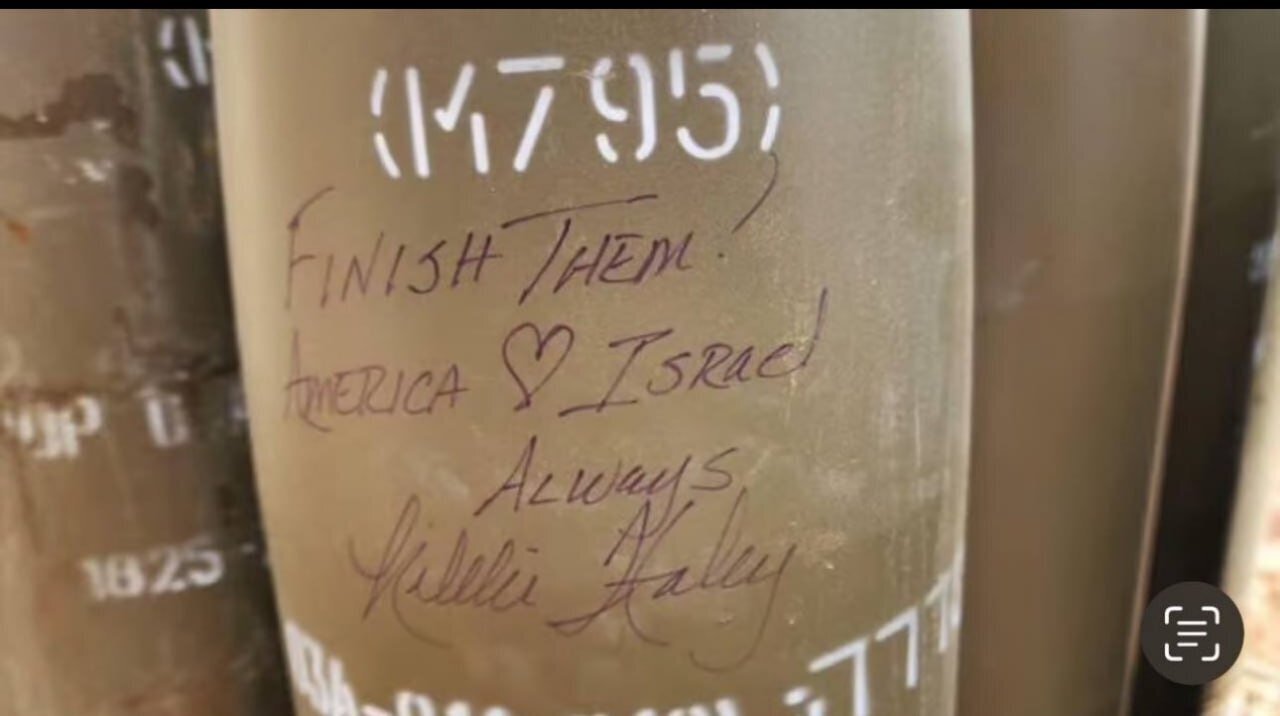 (M795)
FINISH THEM!
AMERICA ♡ ISRAEL
ALWAYS
Nikki Haley
1825